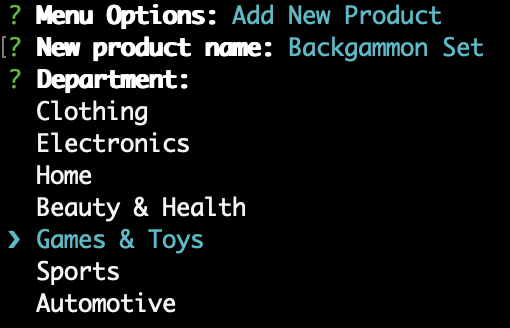 ? Menu Options: Add New Product
[? New product name: Backgammon Set
? Department:
Clothing
Electronics
Home
Beauty & Health
❯ Games & Toys
Sports
Automotive